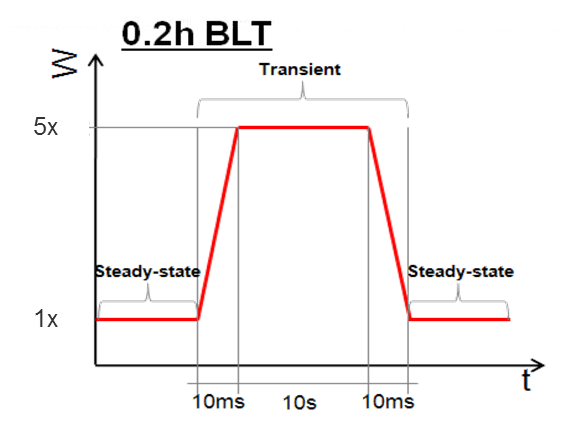 0.2h BLT
W
Transient
5x
Steady-state
Steady-state
1x
t
10ms
10s
10ms